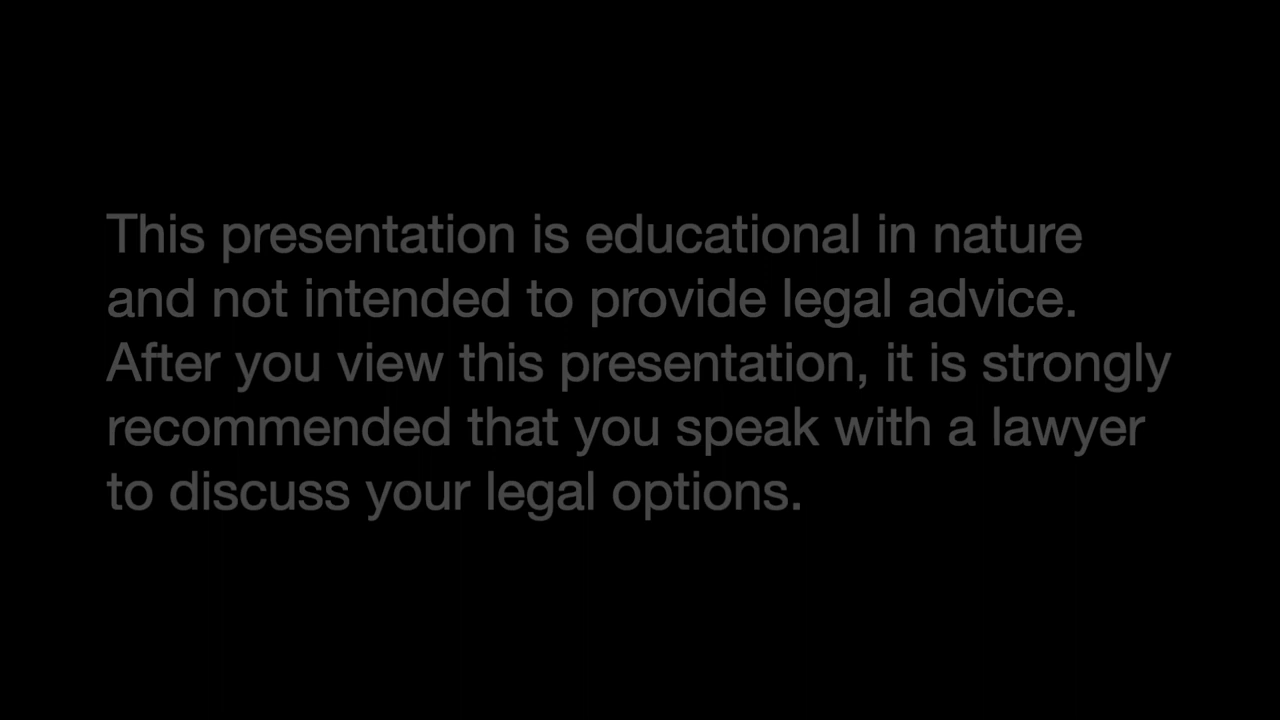 This presentation is educational in nature
and not intended to provide legal advice.
After you view this presentation, it is strongly
recommended that you speak with a lawyer
to discuss your legal options.